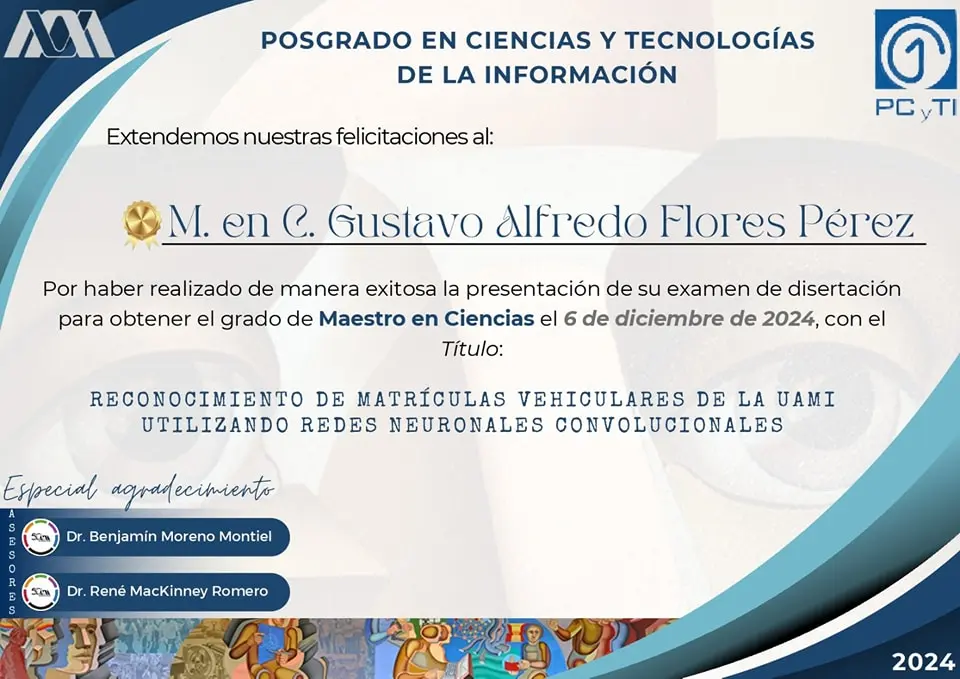 POSGRADO EN CIENCIAS Y TECNOLOGÍAS
DE LA INFORMACIÓN
PC y TI
Extendemos nuestras felicitaciones al:
M. en C. Gustavo Alfredo Flores Pérez
Por haber realizado de manera exitosa la presentación de su examen de disertación
para obtener el grado de Maestro en Ciencias el 6 de diciembre de 2024, con el
Título:
RECONOCIMIENTO DE MATRÍCULAS VEHICULARES DE LA UAMI
UTILIZANDO REDES NEURONALES CONVOLUCIONALES
Especial agradecimiento
ASESORES
Dr. Benjamín Moreno Montiel
Dr. René MacKinney Romero
2024